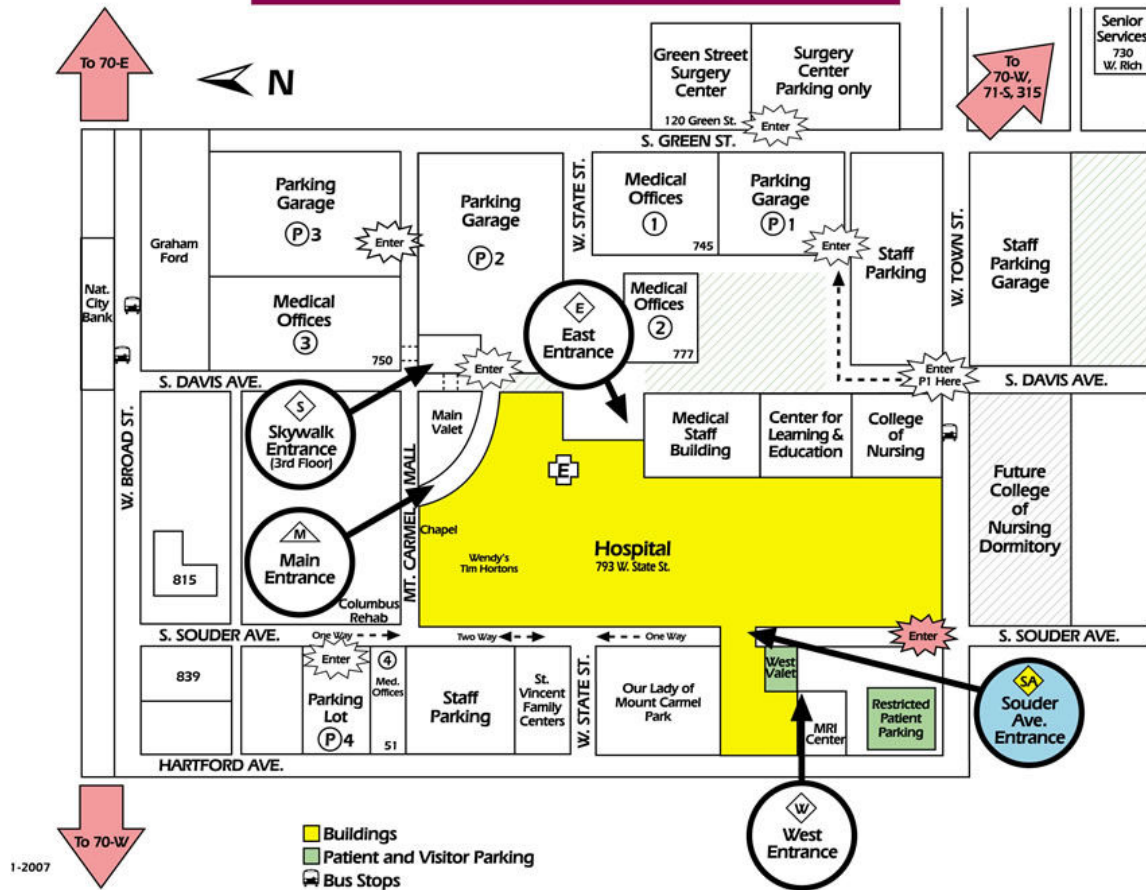 To 70-E
N
Green Street
Surgery
Center
120 Green St.
Surgery
Center
Parking only
Enter
To
70-W,
71-S, 315
Senior
Services
730
W. Rich
S. GREEN ST.
Graham
Ford
Parking
Garage
P 3
Enter
Parking
Garage
P 2
W. STATE ST.
Medical
Offices
1
745
Parking
Garage
P 1
Enter
Staff
Parking
W. TOWN ST.
Staff
Parking
Garage
Nat.
City
Bank
Medical
Offices
3
750
E
East
Entrance
Medical
Offices
2
777
Enter
Enter
P1 Here
S. DAVIS AVE.
S. DAVIS AVE.
W. BROAD ST.
S
Skywalk
Entrance
(3rd Floor)
MT. CARMEL MALL
Main
Valet
E
Medical
Staff
Building
Center for
Learning &
Education
College
of
Nursing
Future
College
of
Nursing
Dormitory
M
Main
Entrance
Chapel
Wendy's
Tim Hortons
Hospital
793 W. State St.
815
Columbus
Rehab
S. SOUDER AVE.
One Way
Two Way
One Way
Enter
S. SOUDER AVE.
839
Enter
Parking
Lot
P 4
4
Med.
Offices
51
Staff
Parking
St.
Vincent
Family
Centers
W. STATE ST.
Our Lady of
Mount Carmel
Park
West
Valet
MRI
Center
Restricted
Patient
Parking
SA
Souder
Ave.
Entrance
HARTFORD AVE.
W
West
Entrance
To 70-W
Buildings
Patient and Visitor Parking
Bus Stops
1-2007